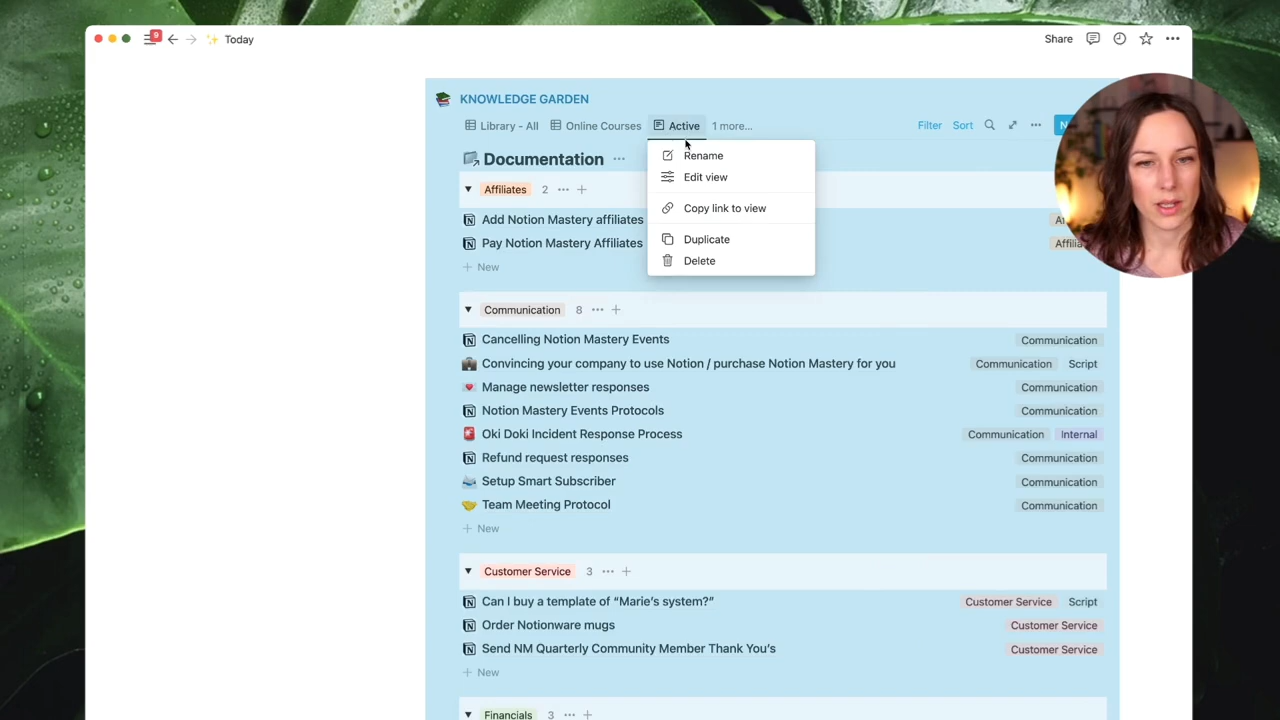 9
Today
Share
KNOWLEDGE GARDEN
Library - All Online Courses Active 1 more...
Filter Sort
Documentation
Rename
Edit view
Copy link to view
Duplicate
Delete
Affiliates 2
Add Notion Mastery affiliates
Pay Notion Mastery Affiliates
New
Communication 8
Cancelling Notion Mastery Events Communication
Convincing your company to use Notion / purchase Notion Mastery for you Communication Script
Manage newsletter responses Communication
Notion Mastery Events Protocols Communication
Oki Doki Incident Response Process Communication Internal
Refund request responses Communication
Setup Smart Subscriber Communication
Team Meeting Protocol Communication
New
Customer Service 3
Can I buy a template of “Marie’s system?” Customer Service Script
Order Notionware mugs Customer Service
Send NM Quarterly Community Member Thank You’s Customer Service
New
Financials 3